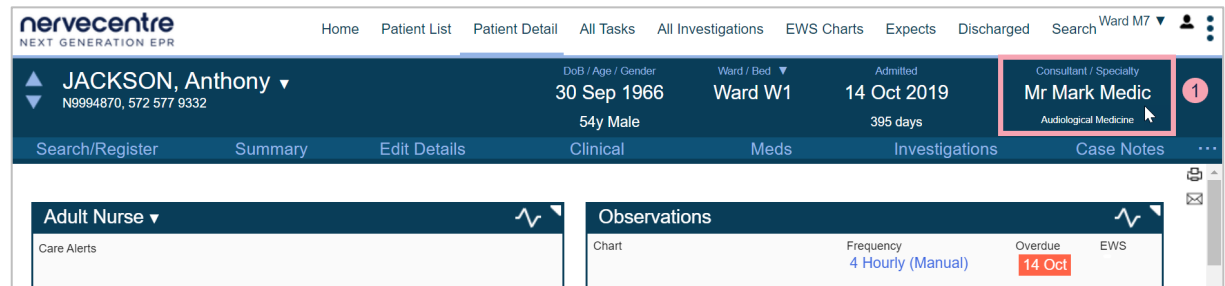 nervecentre
NEXT GENERATION EPR
Home Patient List Patient Detail All Tasks All Investigations EWS Charts Expects Discharged Search Ward M7 ▼
▲ JACKSON, Anthony ▼
▼ N9994870, 572 577 9332
DoB / Age / Gender
30 Sep 1966
54y Male
Ward / Bed ▼
Ward W1
Admitted
14 Oct 2019
395 days
Consultant / Specialty
Mr Mark Medic
Audiological Medicine
1
Search/Register Summary Edit Details Clinical Meds Investigations Case Notes ...
Adult Nurse ▼
Care Alerts
Observations
Chart Frequency Overdue EWS
4 Hourly (Manual) 14 Oct